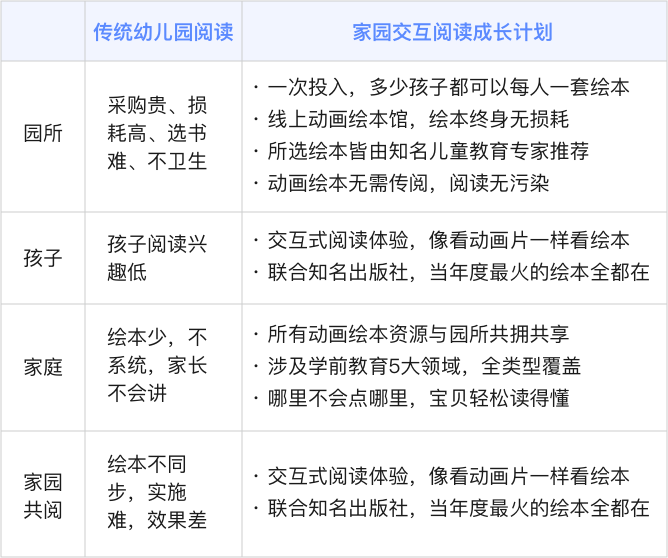 传统幼儿园阅读
家园交互阅读成长计划
园所
采购贵、损
耗高、选书
难、不卫生
· 一次投入，多少孩子都可以每人一套绘本
· 线上动画绘本馆，绘本终身无损耗
· 所选绘本皆由知名儿童教育专家推荐
· 动画绘本无需传阅，阅读无污染
孩子
孩子阅读兴
趣低
· 交互式阅读体验，像看动画片一样看绘本
· 联合知名出版社，当年度最火的绘本全都在
家庭
绘本少，不
系统，家长
不会讲
· 所有动画绘本资源与园所共拥共享
· 涉及学前教育5大领域，全类型覆盖
· 哪里不会点哪里，宝贝轻松读得懂
家园
共阅
绘本不同
步，实施
难，效果差
· 交互式阅读体验，像看动画片一样看绘本
· 联合知名出版社，当年度最火的绘本全都在